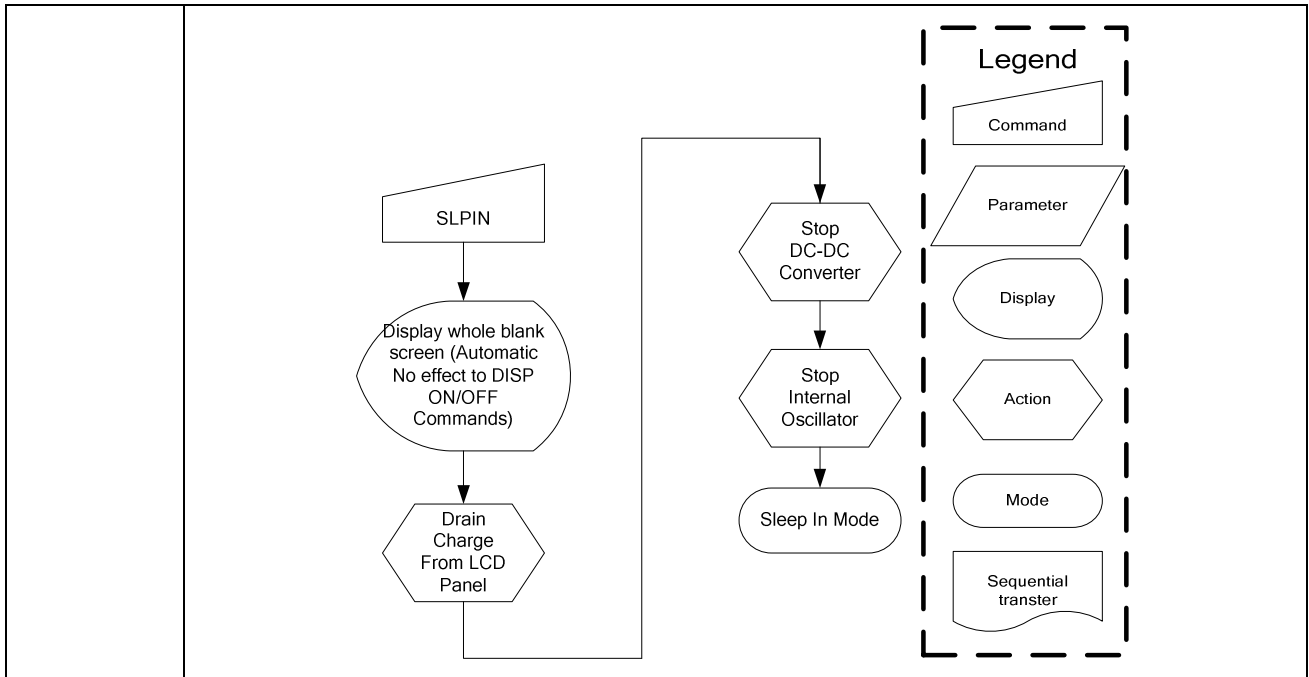 SLPIN
Display whole blank
screen (Automatic
No effect to DISP
ON/OFF
Commands)
Drain
Charge
From LCD
Panel
Stop
DC-DC
Converter
Stop
Internal
Oscillator
Sleep In Mode
Legend
Command
Parameter
Display
Action
Mode
Sequential
transter